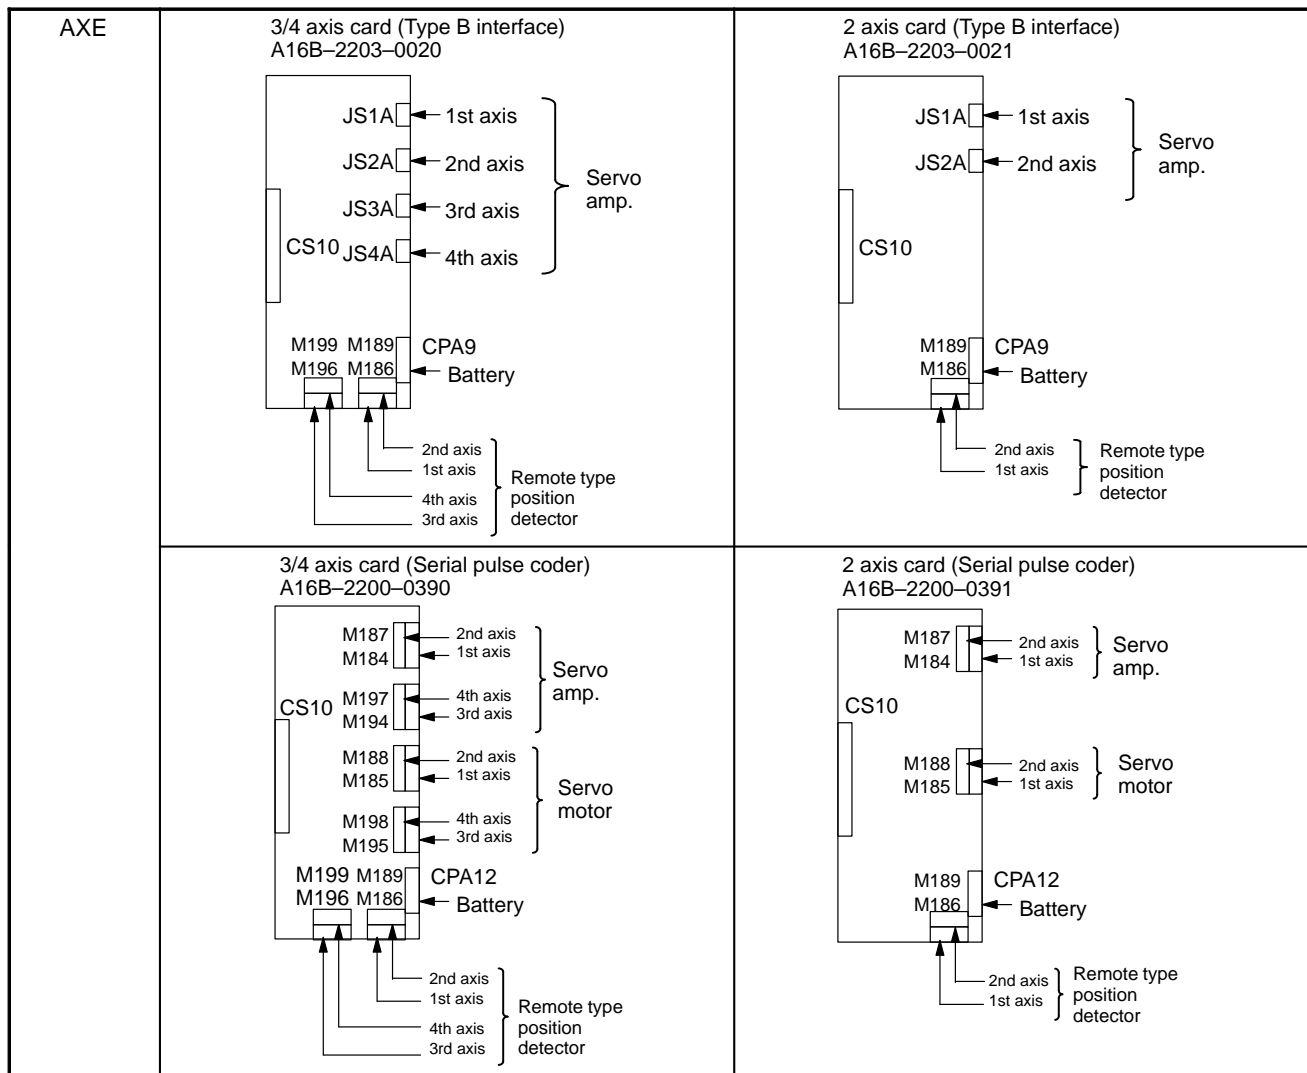 AXE
3/4 axis card (Type B interface)
A16B–2203–0020
JS1A 1st axis
JS2A 2nd axis
JS3A 3rd axis
JS4A 4th axis
Servo
amp.
CS10
M199 M189 CPA9
M196 M186 Battery
2nd axis
1st axis
4th axis
3rd axis
Remote type
position
detector
2 axis card (Type B interface)
A16B–2203–0021
JS1A 1st axis
JS2A 2nd axis
Servo
amp.
CS10
M189 CPA9
M186 Battery
2nd axis
1st axis
Remote type
position
detector
3/4 axis card (Serial pulse coder)
A16B–2200–0390
M187 2nd axis
M184 1st axis
M197 4th axis
M194 3rd axis
Servo
amp.
CS10
M188 2nd axis
M185 1st axis
M198 4th axis
M195 3rd axis
Servo
motor
M199 M189 CPA12
M196 M186 Battery
2nd axis
1st axis
4th axis
3rd axis
Remote type
position
detector
2 axis card (Serial pulse coder)
A16B–2200–0391
M187 2nd axis
M184 1st axis
Servo
amp.
CS10
M188 2nd axis
M185 1st axis
Servo
motor
M189 CPA12
M186 Battery
2nd axis
1st axis
Remote type
position
detector